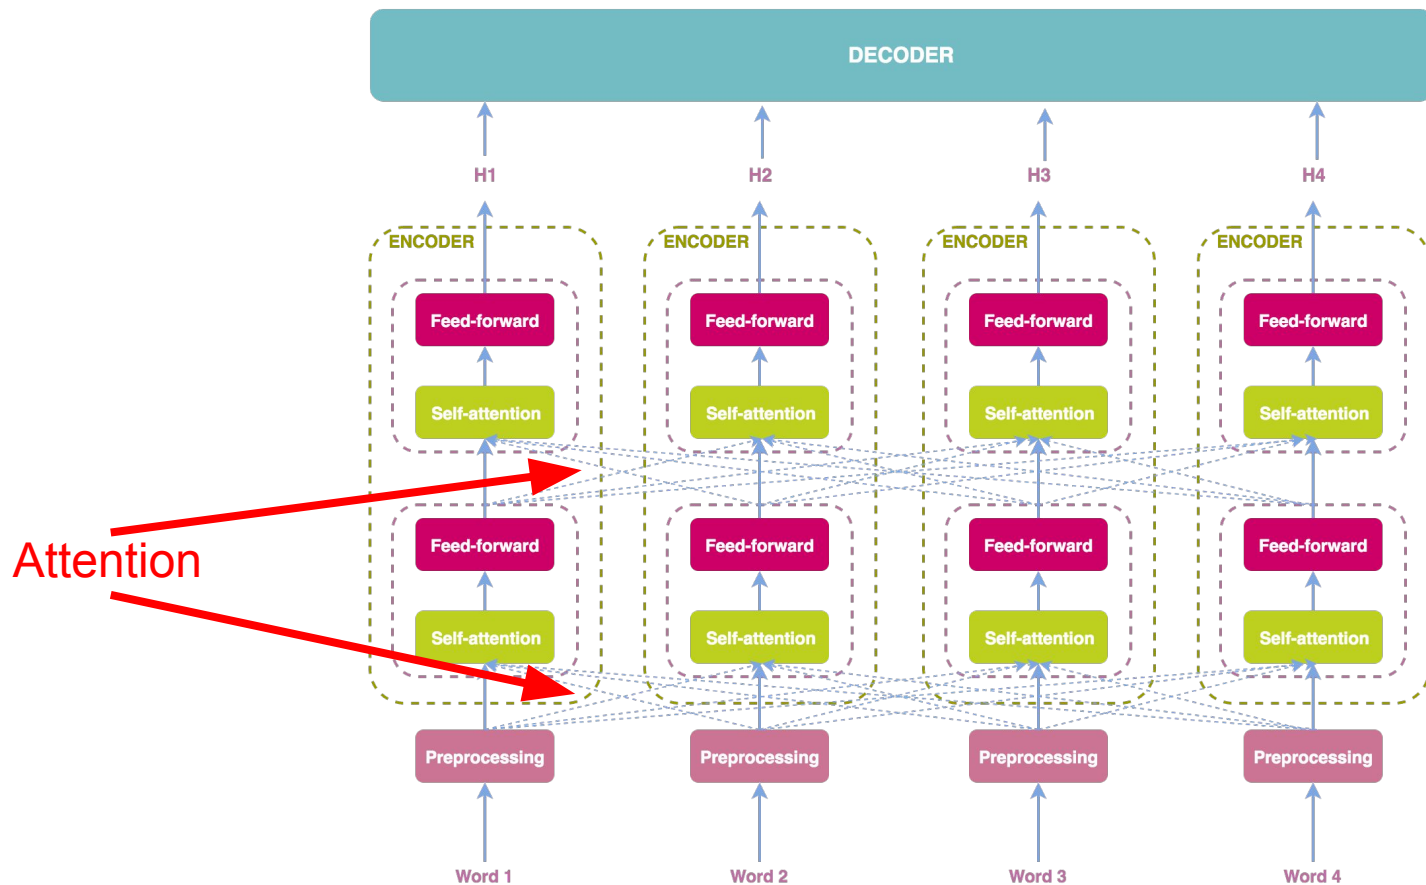 DECODER
H1
H2
H3
H4
ENCODER
ENCODER
ENCODER
ENCODER
Feed-forward
Feed-forward
Feed-forward
Feed-forward
Self-attention
Self-attention
Self-attention
Self-attention
Attention
Feed-forward
Feed-forward
Feed-forward
Feed-forward
Self-attention
Self-attention
Self-attention
Self-attention
Preprocessing
Preprocessing
Preprocessing
Preprocessing
Word 1
Word 2
Word 3
Word 4